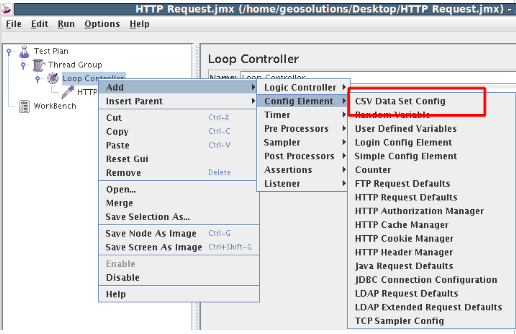 HTTP Request.jmx (/home/geosolutions/Desktop/HTTP Request.jmx) -
File Edit Run Options Help
Test Plan
Thread Group
Loop Controller
HTTP
WorkBench
Loop Controller
Name: Loop Controller
Add
Insert Parent
Cut Ctrl-X
Copy Ctrl-C
Paste Ctrl-V
Reset Gui
Remove Delete
Open...
Merge
Save Selection As...
Save Node As Image Ctrl-G
Save Screen As Image Ctrl+Shift-G
Enable
Disable
Help
Logic Controller
Config Element
Timer
Pre Processors
Sampler
Post Processors
Assertions
Listener
CSV Data Set Config
Random Variable
User Defined Variables
Login Config Element
Simple Config Element
Counter
FTP Request Defaults
HTTP Request Defaults
HTTP Authorization Manager
HTTP Cache Manager
HTTP Cookie Manager
HTTP Header Manager
Java Request Defaults
JDBC Connection Configuration
LDAP Request Defaults
LDAP Extended Request Defaults
TCP Sampler Config